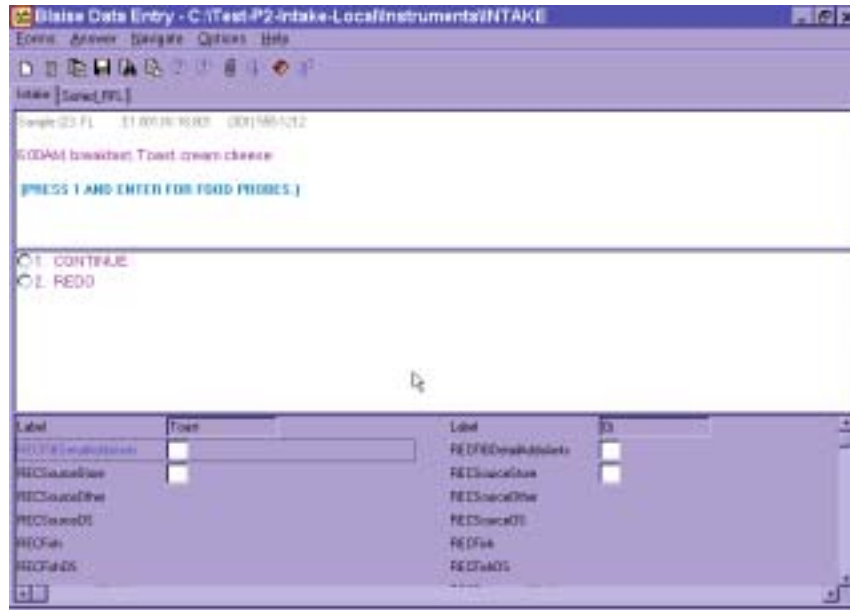 Blaise Data Entry - C:\Test-P2-Intake-Local\Instruments\INTAKE
Forms Answer Navigate Options Help
Intake
6:00AM breakfast: Toast cream cheese
(PRESS 1 AND ENTER FOR FOOD PROBES.)
1. CONTINUE
2. REDO
Label Toast Label
RECSourceStore RECSourceStore
RECSourceOther RECSourceOther
RECSourceDS RECSourceDS
RECFish RECFish
RECFishDS RECFishDS